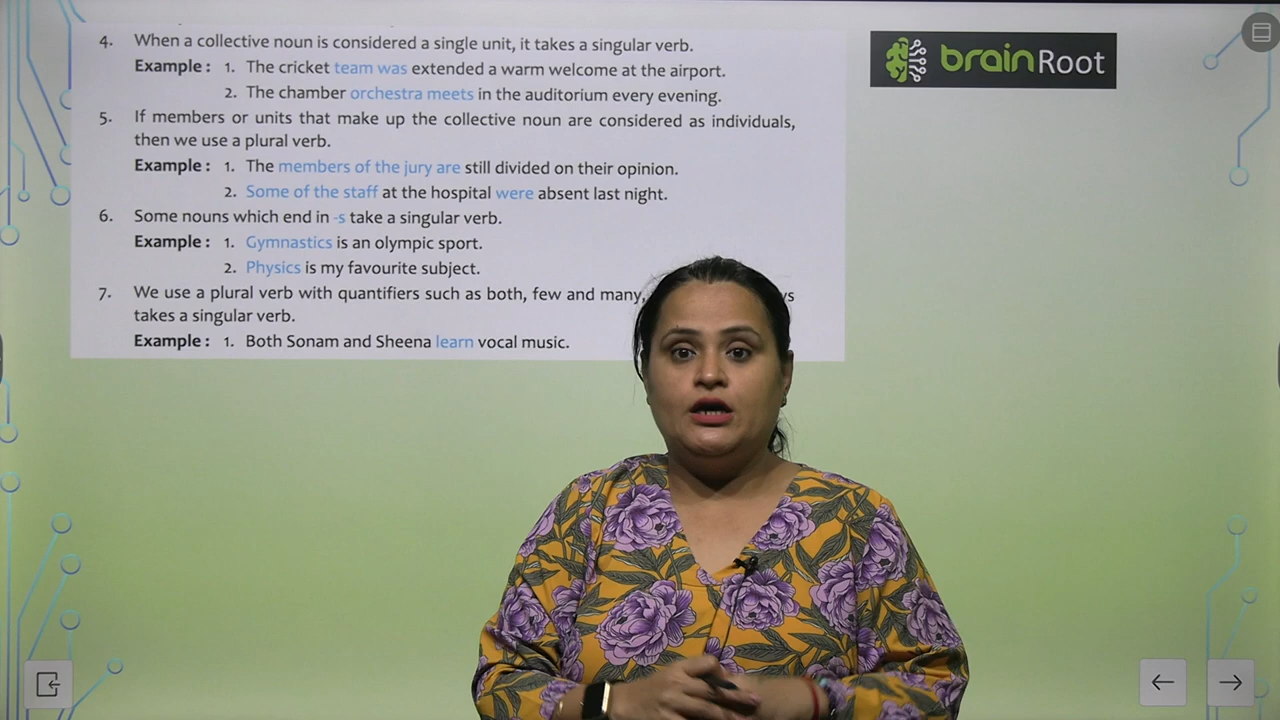 4. When a collective noun is considered a single unit, it takes a singular verb.
Example : 1. The cricket team was extended a warm welcome at the airport.
2. The chamber orchestra meets in the auditorium every evening.
5. If members or units that make up the collective noun are considered as individuals,
then we use a plural verb.
Example : 1. The members of the jury are still divided on their opinion.
2. Some of the staff at the hospital were absent last night.
6. Some nouns which end in -s take a singular verb.
Example : 1. Gymnastics is an olympic sport.
2. Physics is my favourite subject.
7. We use a plural verb with quantifiers such as both, few and many,
takes a singular verb.
Example : 1. Both Sonam and Sheena learn vocal music.
brainRoot